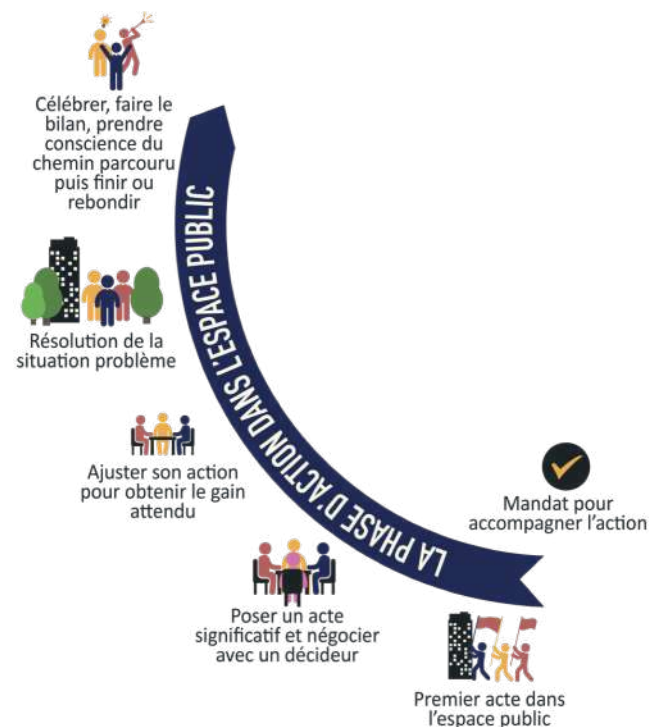 Célébrer, faire le
bilan, prendre
conscience du
chemin parcouru
puis finir ou
rebondir
LA PHASE D'ACTION DANS L'ESPACE PUBLIC
Résolution de la
situation problème
Ajuster son action
pour obtenir le gain
attendu
Mandat pour
accompagner l'action
Poser un acte
significatif et négocier
avec un décideur
Premier acte dans
l'espace public